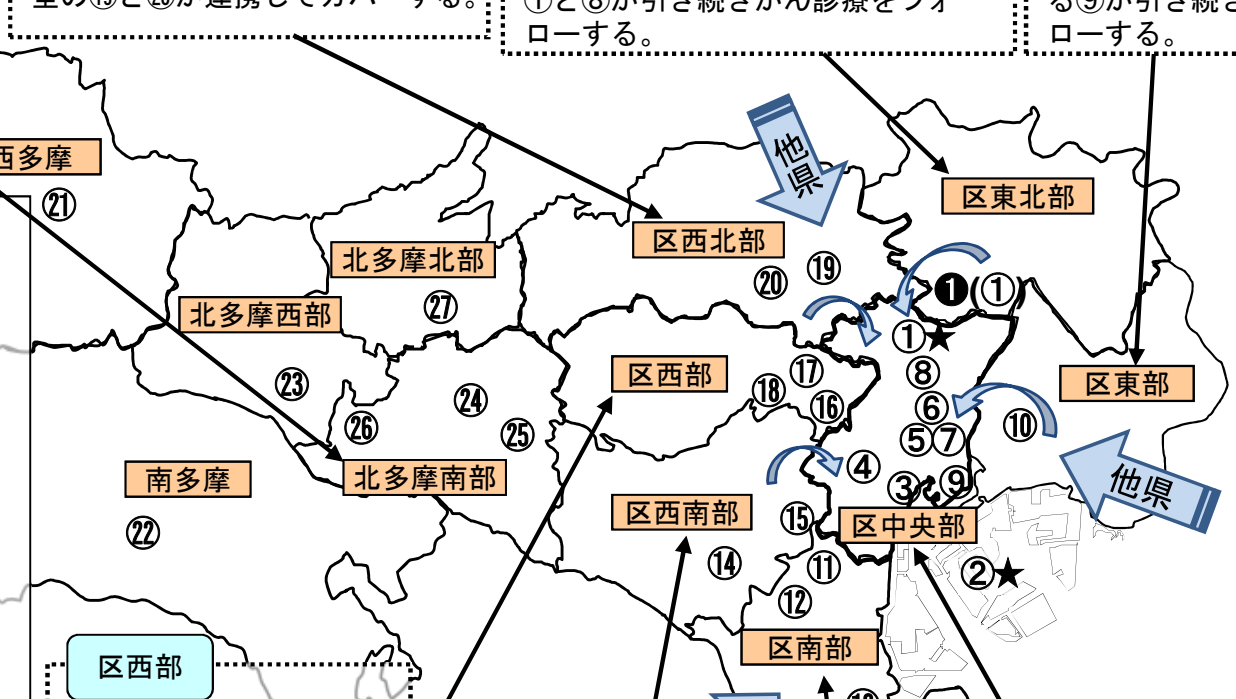 ①と⑧が引き続きがん診療をフォ
ローする。
ローする。
他県
西多摩
㉑
区東北部
区西北部
⑲
⑳
北多摩北部
㉗
北多摩西部
❶(①)
①★
⑧
⑥
⑤⑦
④
③
⑨
⑩
区西部
⑰
⑱
⑯
区東部
㉓
㉔
㉖
㉕
南多摩
北多摩南部
㉒
他県
区西南部
⑮
区中央部
⑭
⑪
②★
⑫
区南部
区西部